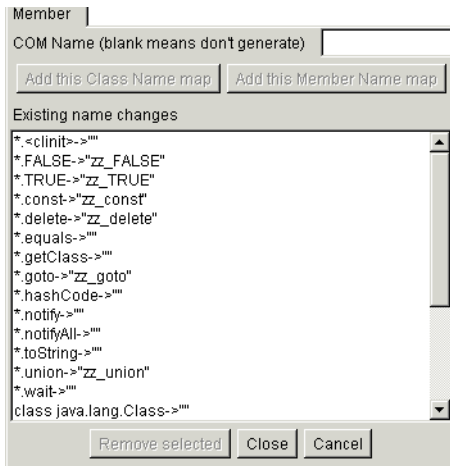 Member
COM Name (blank means don't generate)
Add this Class Name map Add this Member Name map
Existing name changes
*.<clinit>->""
*.FALSE->"zz_FALSE"
*.TRUE->"zz_TRUE"
*.const->"zz_const"
*.delete->"zz_delete"
*.equals->""
*.getClass->""
*.goto->"zz_goto"
*.hashCode->""
*.notify->""
*.notifyAll->""
*.toString->""
*.union->"zz_union"
*.wait->""
class java.lang.Class->""
Remove selected Close Cancel